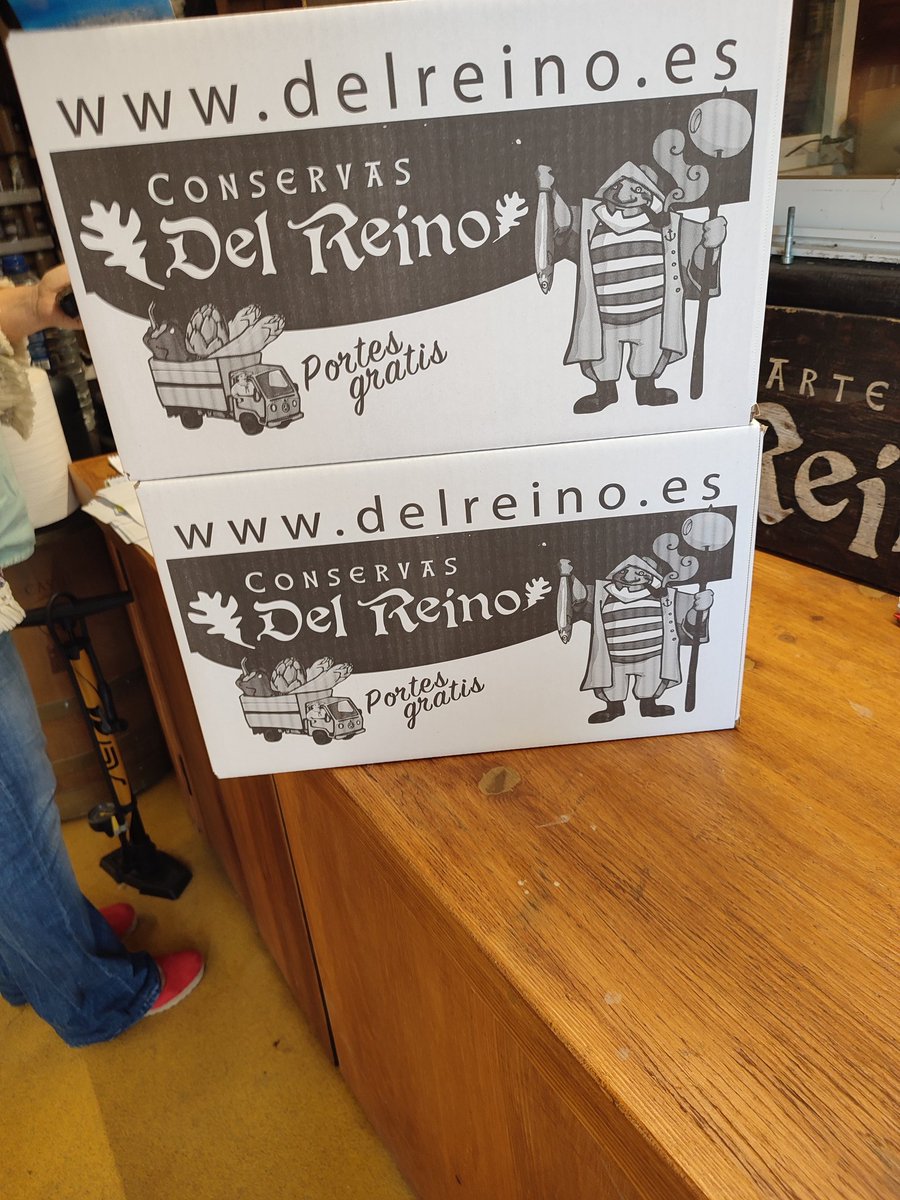 www.delreino.es
CONSERVAS
Del Reino
Portes
gratis
www.delreino.es
CONSERVAS
Del Reino
Portes
gratis
ARTE
Rei